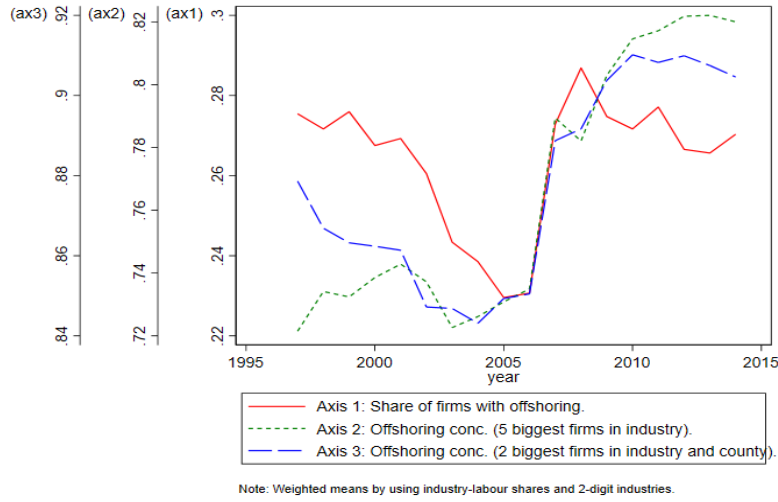 (ax3) (ax2) (ax1)
.92 .82 .3
.9 .8 .28
.88 .78 .26
.86 .76 .24
.84 .74 .22
.72
1995 2000 2005 2010 2015
year
Axis 1: Share of firms with offshoring.
Axis 2: Offshoring conc. (5 biggest firms in industry).
Axis 3: Offshoring conc. (2 biggest firms in industry and county).
Note: Weighted means by using industry-labour shares and 2-digit industries.